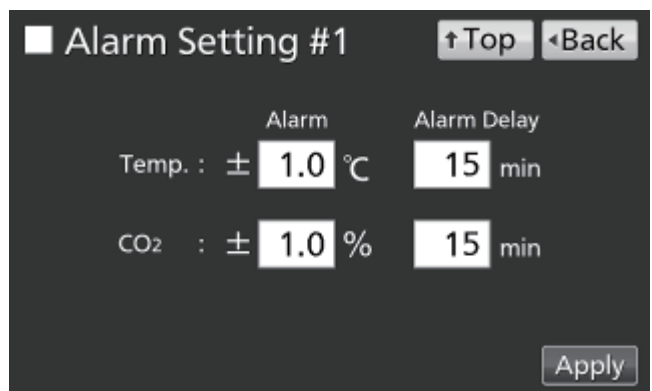 Alarm Setting #1 ↑Top ◂Back
Alarm Alarm Delay
Temp. : ± 1.0 ℃ 15 min
CO2 : ± 1.0 % 15 min
Apply